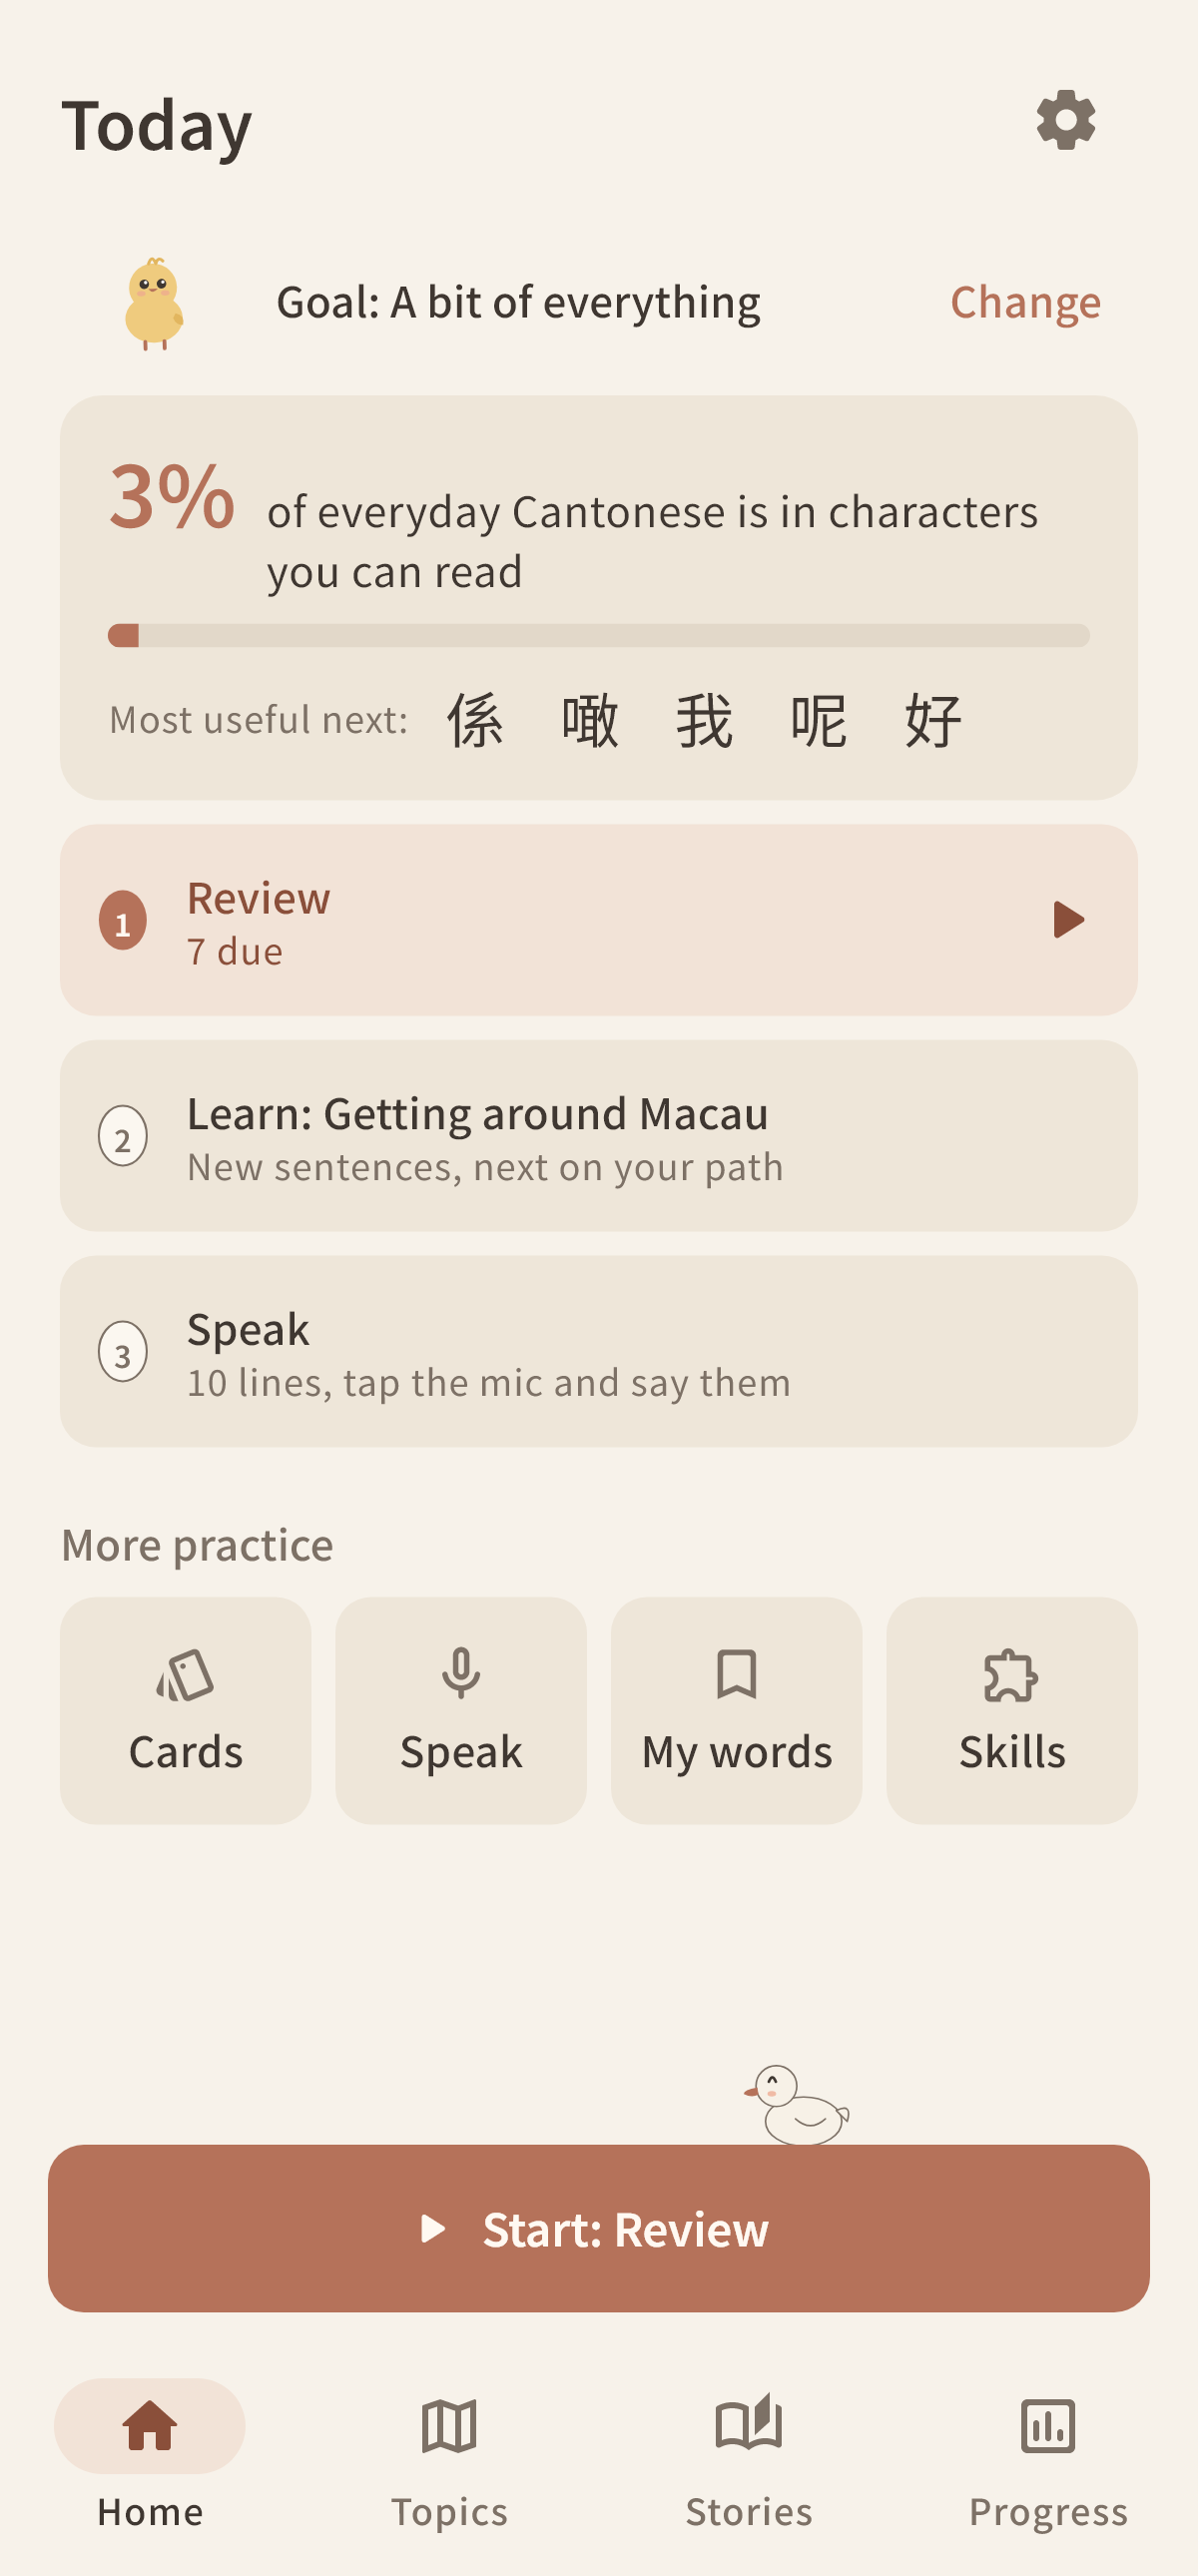 Today
Goal: A bit of everything
Change
3% of everyday Cantonese is in characters
you can read
Most useful next: 係 噉 我 呢 好
1
Review
7 due
2
Learn: Getting around Macau
New sentences, next on your path
3
Speak
10 lines, tap the mic and say them
More practice
Cards
Speak
My words
Skills
Start: Review
Home
Topics
Stories
Progress